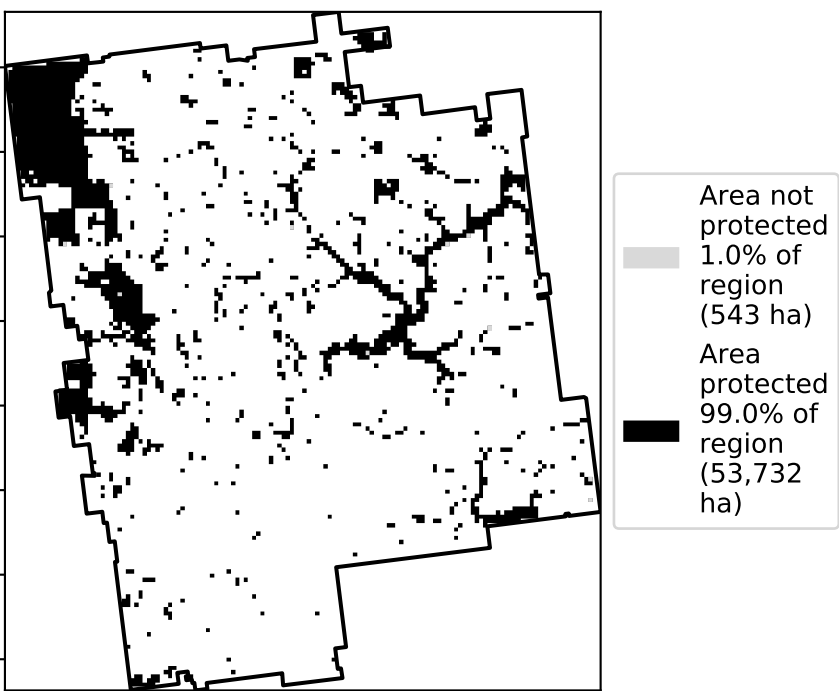 Area not
protected
1.0% of
region
(543 ha)
Area
protected
99.0% of
region
(53,732
ha)